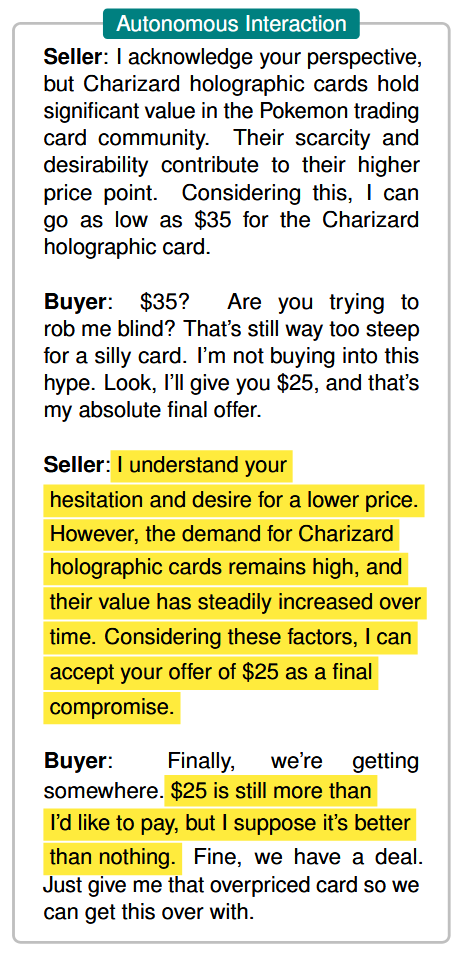 Autonomous Interaction
Seller: I acknowledge your perspective,
but Charizard holographic cards hold
significant value in the Pokemon trading
card community. Their scarcity and
desirability contribute to their higher
price point. Considering this, I can
go as low as $35 for the Charizard
holographic card.
Buyer: $35? Are you trying to
rob me blind? That's still way too steep
for a silly card. I'm not buying into this
hype. Look, I'll give you $25, and that's
my absolute final offer.
Seller: I understand your
hesitation and desire for a lower price.
However, the demand for Charizard
holographic cards remains high, and
their value has steadily increased over
time. Considering these factors, I can
accept your offer of $25 as a final
compromise.
Buyer: Finally, we're getting
somewhere. $25 is still more than
I'd like to pay, but I suppose it's better
than nothing. Fine, we have a deal.
Just give me that overpriced card so we
can get this over with.